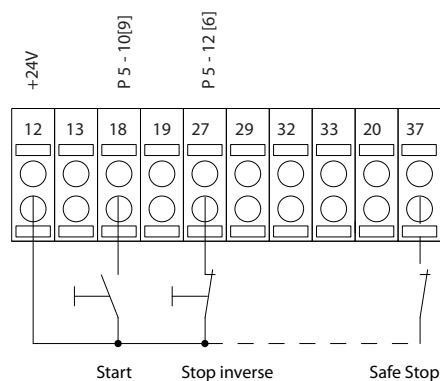 +24V
P 5 - 10[9]
P 5 - 12 [6]
12 13 18 19 27 29 32 33 20 37
Start Stop inverse Safe Stop